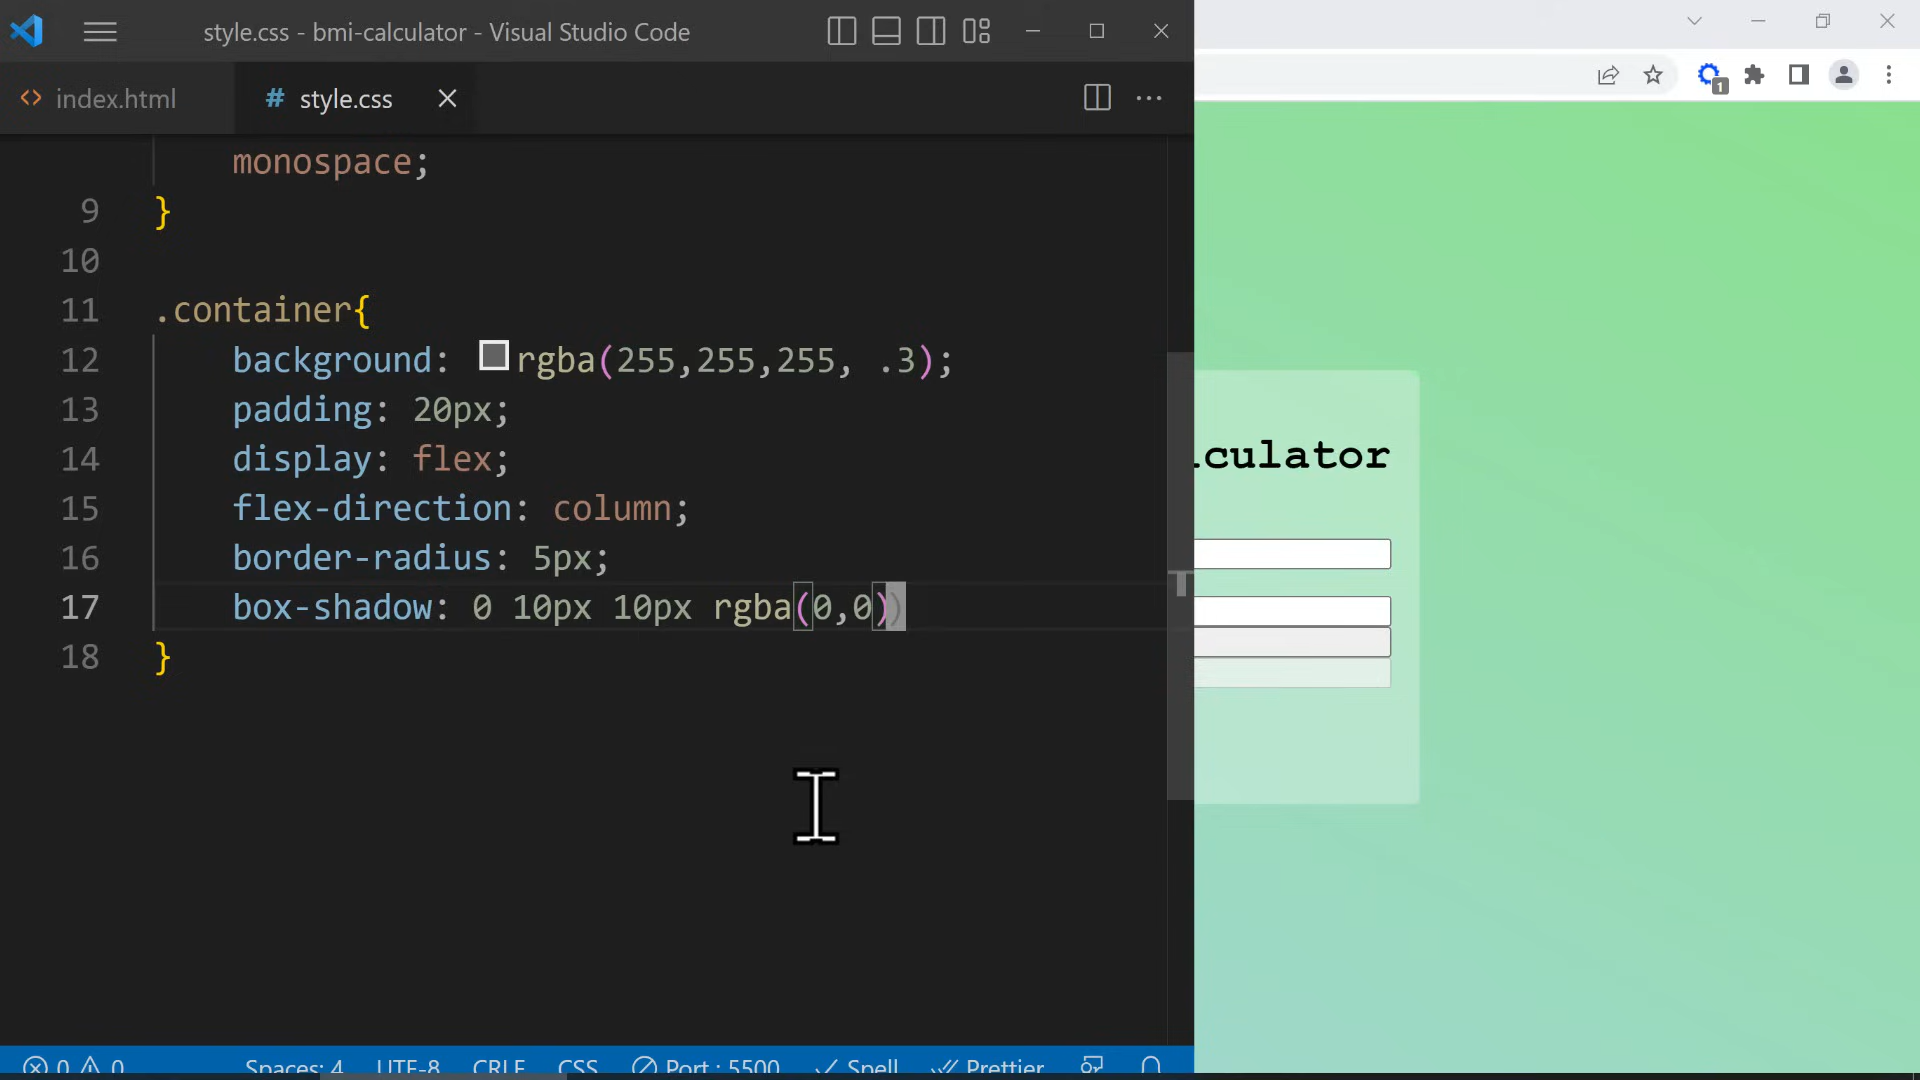 style.css - bmi-calculator - Visual Studio Code
index.html
# style.css
monospace;
9 }
10
11 .container{
12 background: rgba(255,255,255, .3);
13 padding: 20px;
14 display: flex;
15 flex-direction: column;
16 border-radius: 5px;
17 box-shadow: 0 10px 10px rgba(0,0))
18 }
culator
1
0 0 Spaces: 4 UTF-8 CRLF CSS Port : 5500 Spell Prettier